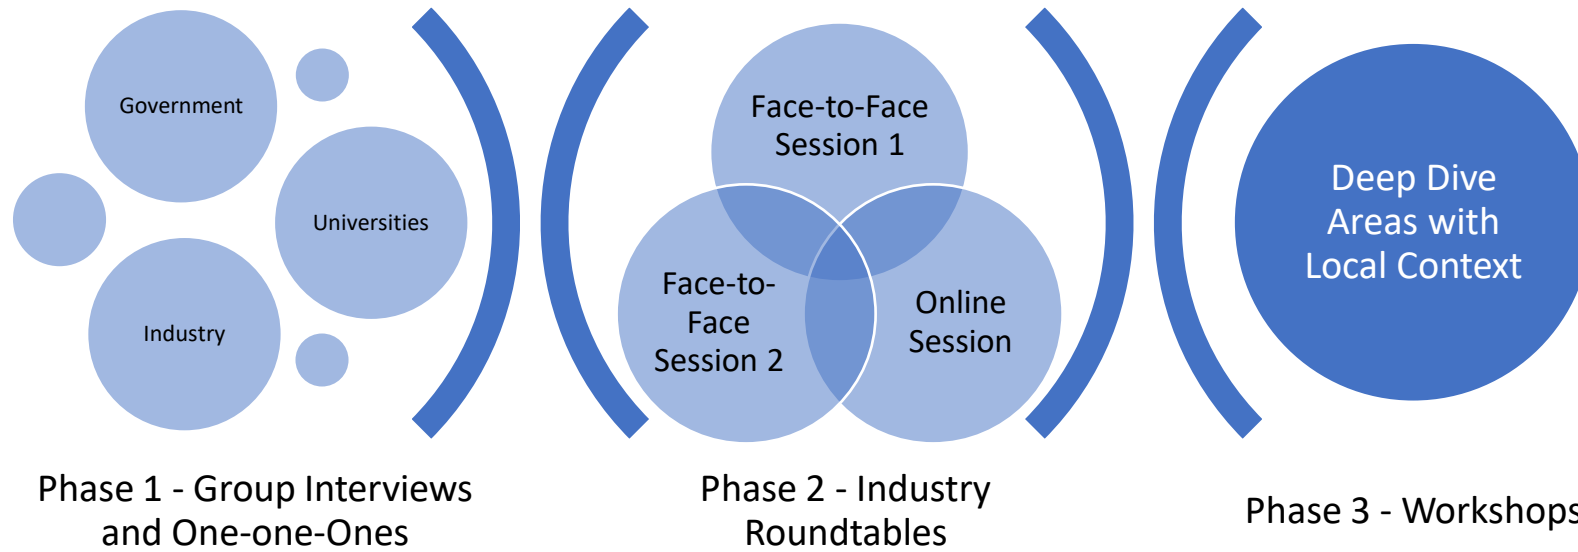 Government
Universities
Industry
Phase 1 - Group Interviews
and One-one-Ones
Face-to-Face
Session 1
Face-to-
Face
Session 2
Online
Session
Phase 2 - Industry
Roundtables
Deep Dive
Areas with
Local Context
Phase 3 - Workshops